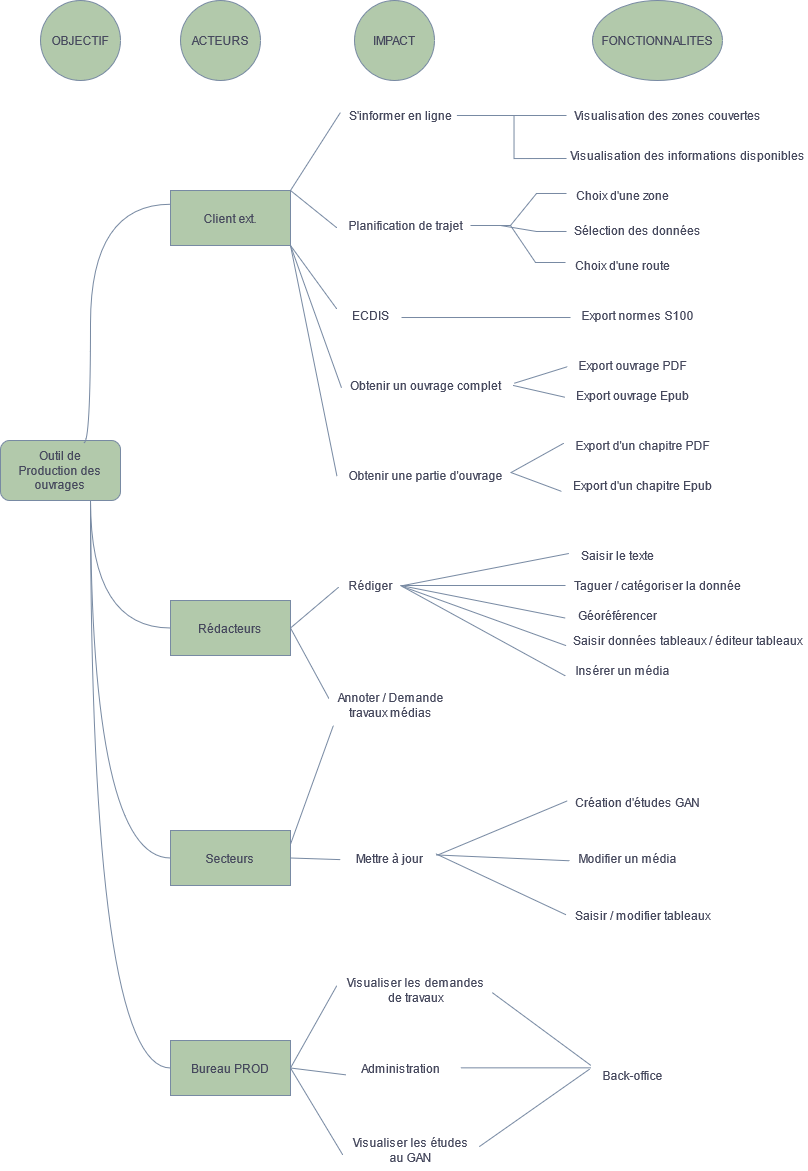 OBJECTIF
ACTEURS
IMPACT
FONCTIONNALITES
S'informer en ligne
Visualisation des zones couvertes
Visualisation des informations disponibles
Client ext.
Planification de trajet
Choix d'une zone
Sélection des données
Choix d'une route
ECDIS
Export normes S100
Obtenir un ouvrage complet
Export ouvrage PDF
Export ouvrage Epub
Outil de
Production des
ouvrages
Obtenir une partie d'ouvrage
Export d'un chapitre PDF
Export d'un chapitre Epub
Rédacteurs
Rédiger
Saisir le texte
Taguer / catégoriser la donnée
Géoréférencer
Saisir données tableaux / éditeur tableaux
Insérer un média
Annoter / Demande
travaux médias
Secteurs
Mettre à jour
Création d'études GAN
Modifier un média
Saisir / modifier tableaux
Bureau PROD
Visualiser les demandes
de travaux
Administration
Visualiser les études
au GAN
Back-office